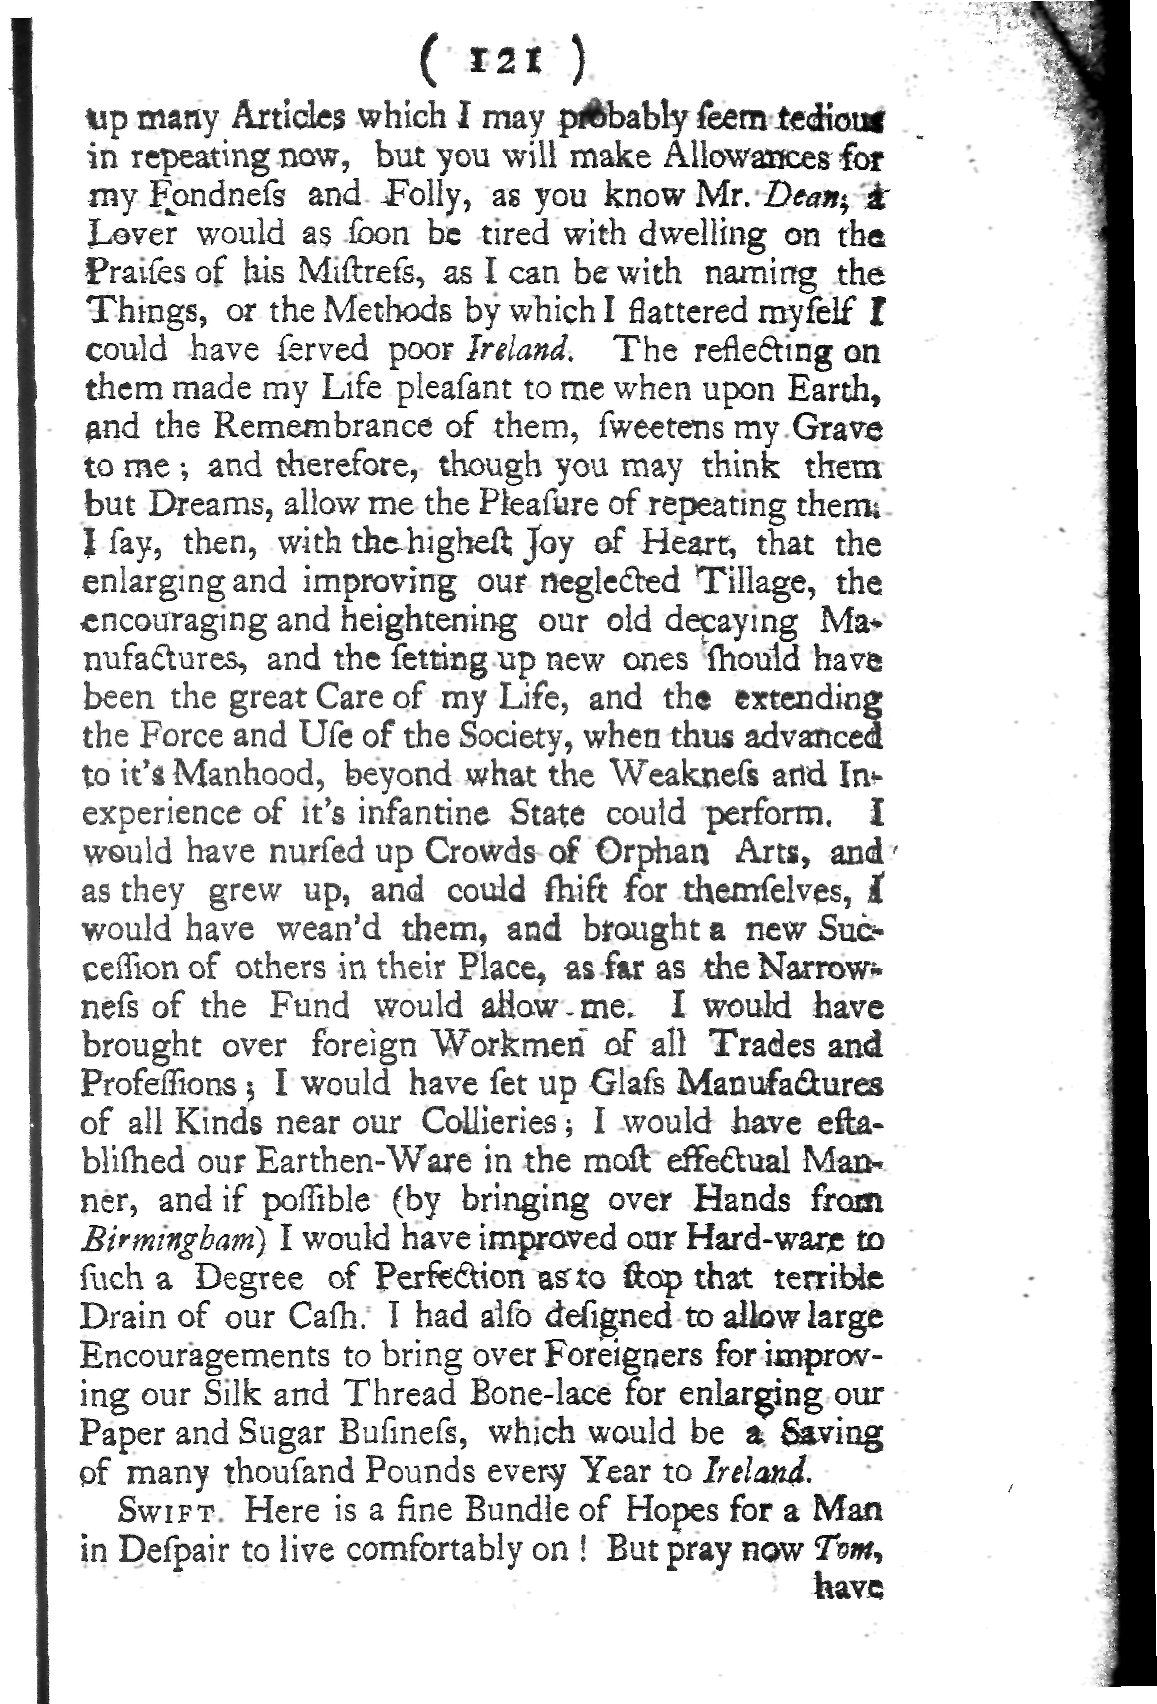 ( 121 )
up many Articles which I may probably ſeem tedious
in repeating now, but you will make Allowances for
my Fondneſs and Folly, as you know Mr. Dean, a
Lover would as ſoon be tired with dwelling on the
Praiſes of his Miſtreſs, as I can be with naming the
Things, or the Methods by which I flattered myſelf I
could have ſerved poor Ireland. The reflecting on
them made my Life pleaſant to me when upon Earth,
and the Remembrance of them, ſweetens my Grave
to me; and therefore, though you may think them
but Dreams, allow me the Pleaſure of repeating them.
I ſay, then, with the higheſt Joy of Heart, that the
enlarging and improving our neglected Tillage, the
encouraging and heightening our old decaying Ma-
nufactures, and the ſetting up new ones ſhould have
been the great Care of my Life, and the extending
the Force and Uſe of the Society, when thus advanced
to it's Manhood, beyond what the Weakneſs and In-
experience of it's infantine State could perform. I
would have nurſed up Crowds of Orphan Arts, and
as they grew up, and could ſhift for themſelves, I
would have wean'd them, and brought a new Suc-
ceſſion of others in their Place, as far as the Narrow-
neſs of the Fund would allow me. I would have
brought over foreign Workmen of all Trades and
Profeſſions; I would have ſet up Glaſs Manufactures
of all Kinds near our Collieries; I would have eſta-
bliſhed our Earthen-Ware in the moſt effectual Man-
ner, and if poſſible (by bringing over Hands from
Birmingham) I would have improved our Hard-ware to
ſuch a Degree of Perfection as to ſtop that terrible
Drain of our Caſh. I had alſo deſigned to allow large
Encouragements to bring over Foreigners for improv-
ing our Silk and Thread Bone-lace for enlarging our
Paper and Sugar Buſineſs, which would be a Saving
of many thouſand Pounds every Year to Ireland.
SWIFT. Here is a fine Bundle of Hopes for a Man
in Deſpair to live comfortably on! But pray now Tom,
have